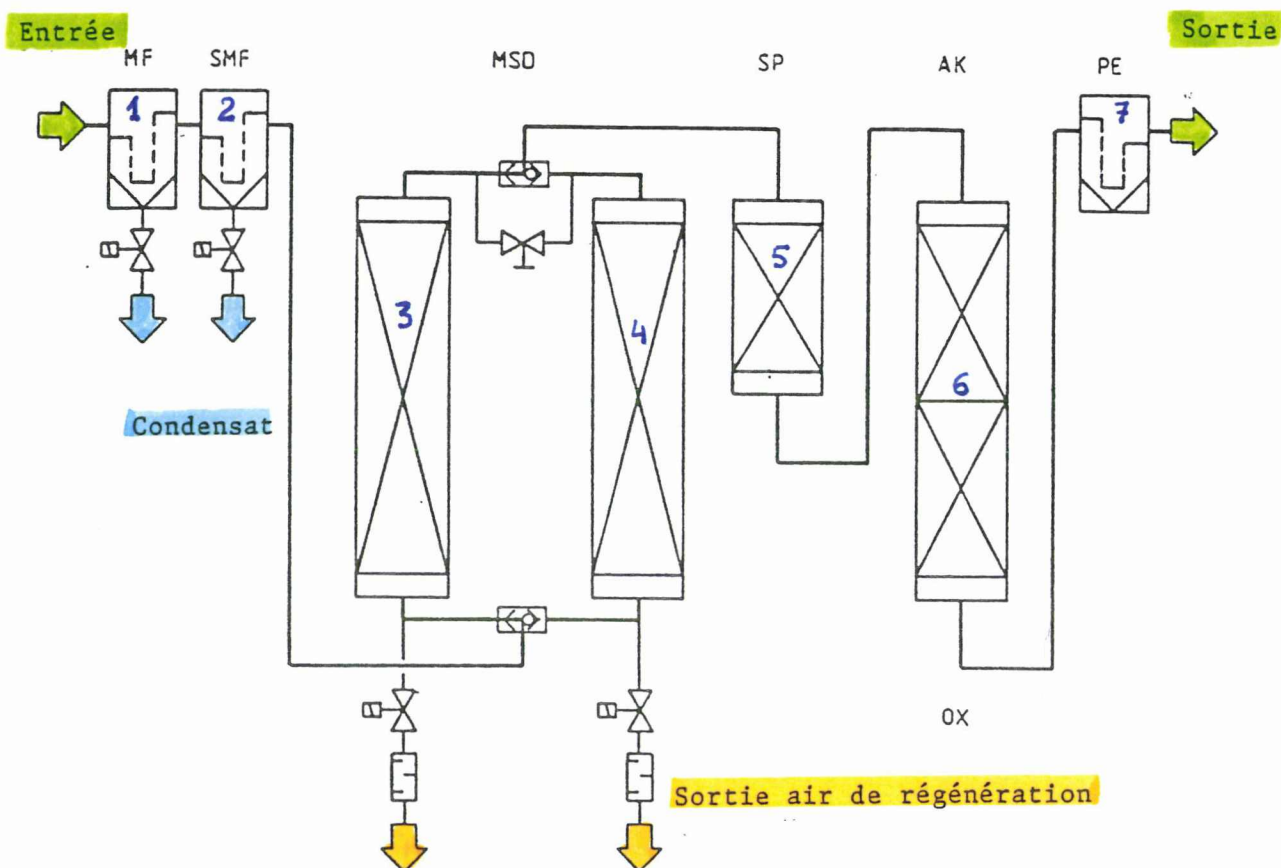 Entrée
Sortie
MF
SMF
MSD
SP
AK
PE
1
2
7
5
3
4
6
Condensat
OX
Sortie air de régénération